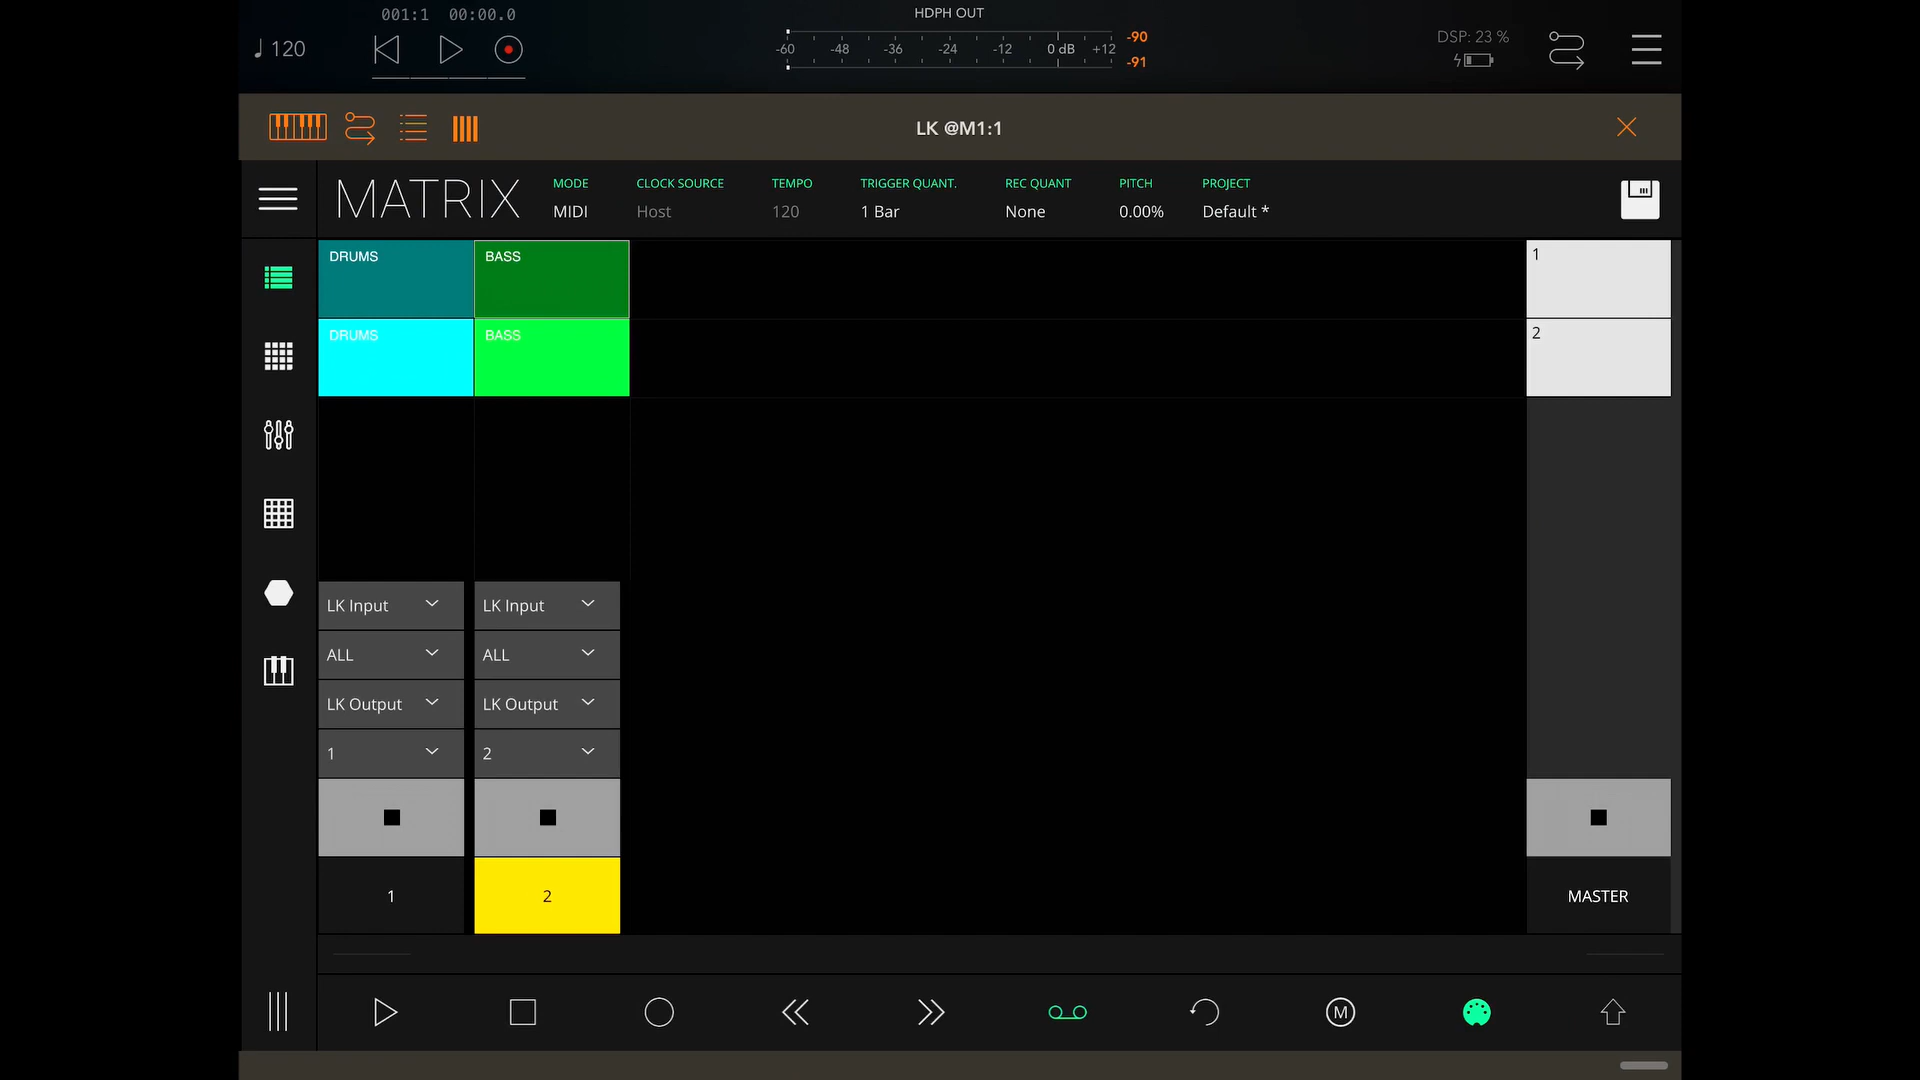 001:1 00:00.0
♩ 120
HDPH OUT
-60 -48 -36 -24 -12 0 dB +12
-90
-91
DSP: 23 %
LK @M1:1
MATRIX
MODE CLOCK SOURCE TEMPO TRIGGER QUANT. REC QUANT PITCH PROJECT
MIDI Host 120 1 Bar None 0.00% Default *
DRUMS BASS 1
DRUMS BASS 2
LK Input LK Input
ALL ALL
LK Output LK Output
1 2
1 2 MASTER
M